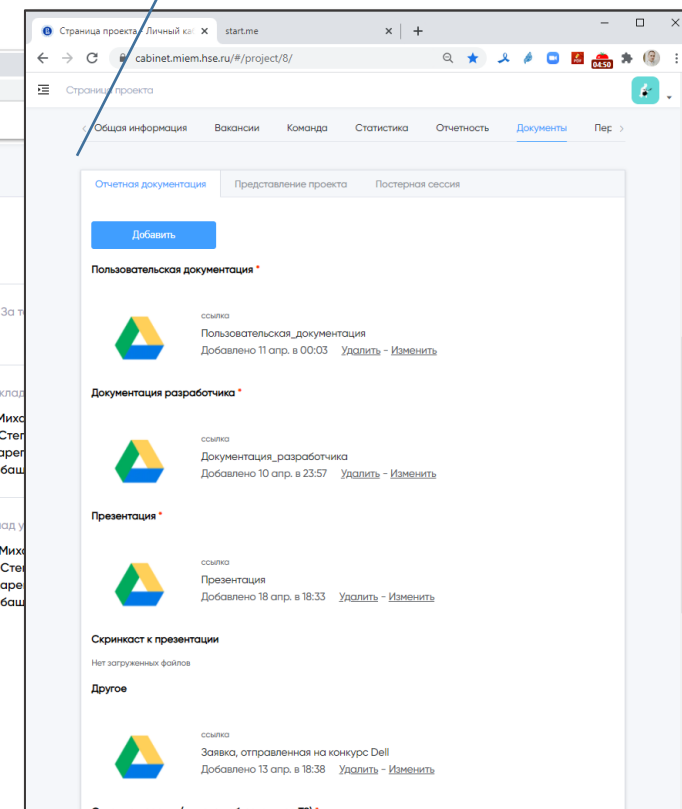 Страница проекта - Личный каб
start.me
cabinet.miem.hse.ru/#/project/8/
04:50
Страница проекта
Общая информация
Вакансии
Команда
Статистика
Отчетность
Документы
Пер
Отчетная документация
Представление проекта
Постерная сессия
Добавить
Пользовательская документация *
ссылка
Пользовательская_документация
Добавлено 11 апр. в 00:03 Удалить - Изменить
Документация разработчика *
ссылка
Документация_разработчика
Добавлено 10 апр. в 23:57 Удалить - Изменить
Презентация *
ссылка
Презентация
Добавлено 18 апр. в 18:33 Удалить - Изменить
Скринкаст к презентации
Нет загруженных файлов
Другое
ссылка
Заявка, отправленная на конкурс Dell
Добавлено 13 апр. в 18:38 Удалить - Изменить